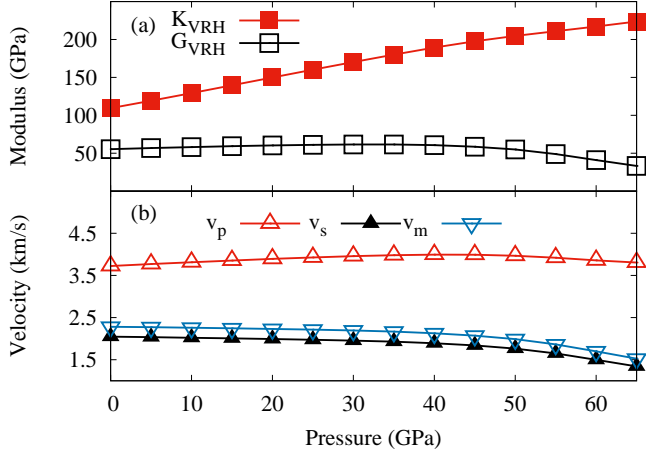 (a)
K_VRH
G_VRH
Modulus (GPa)
200
150
100
50
(b)
v_p
v_s
v_m
Velocity (km/s)
4.5
3.5
2.5
1.5
0 10 20 30 40 50 60
Pressure (GPa)